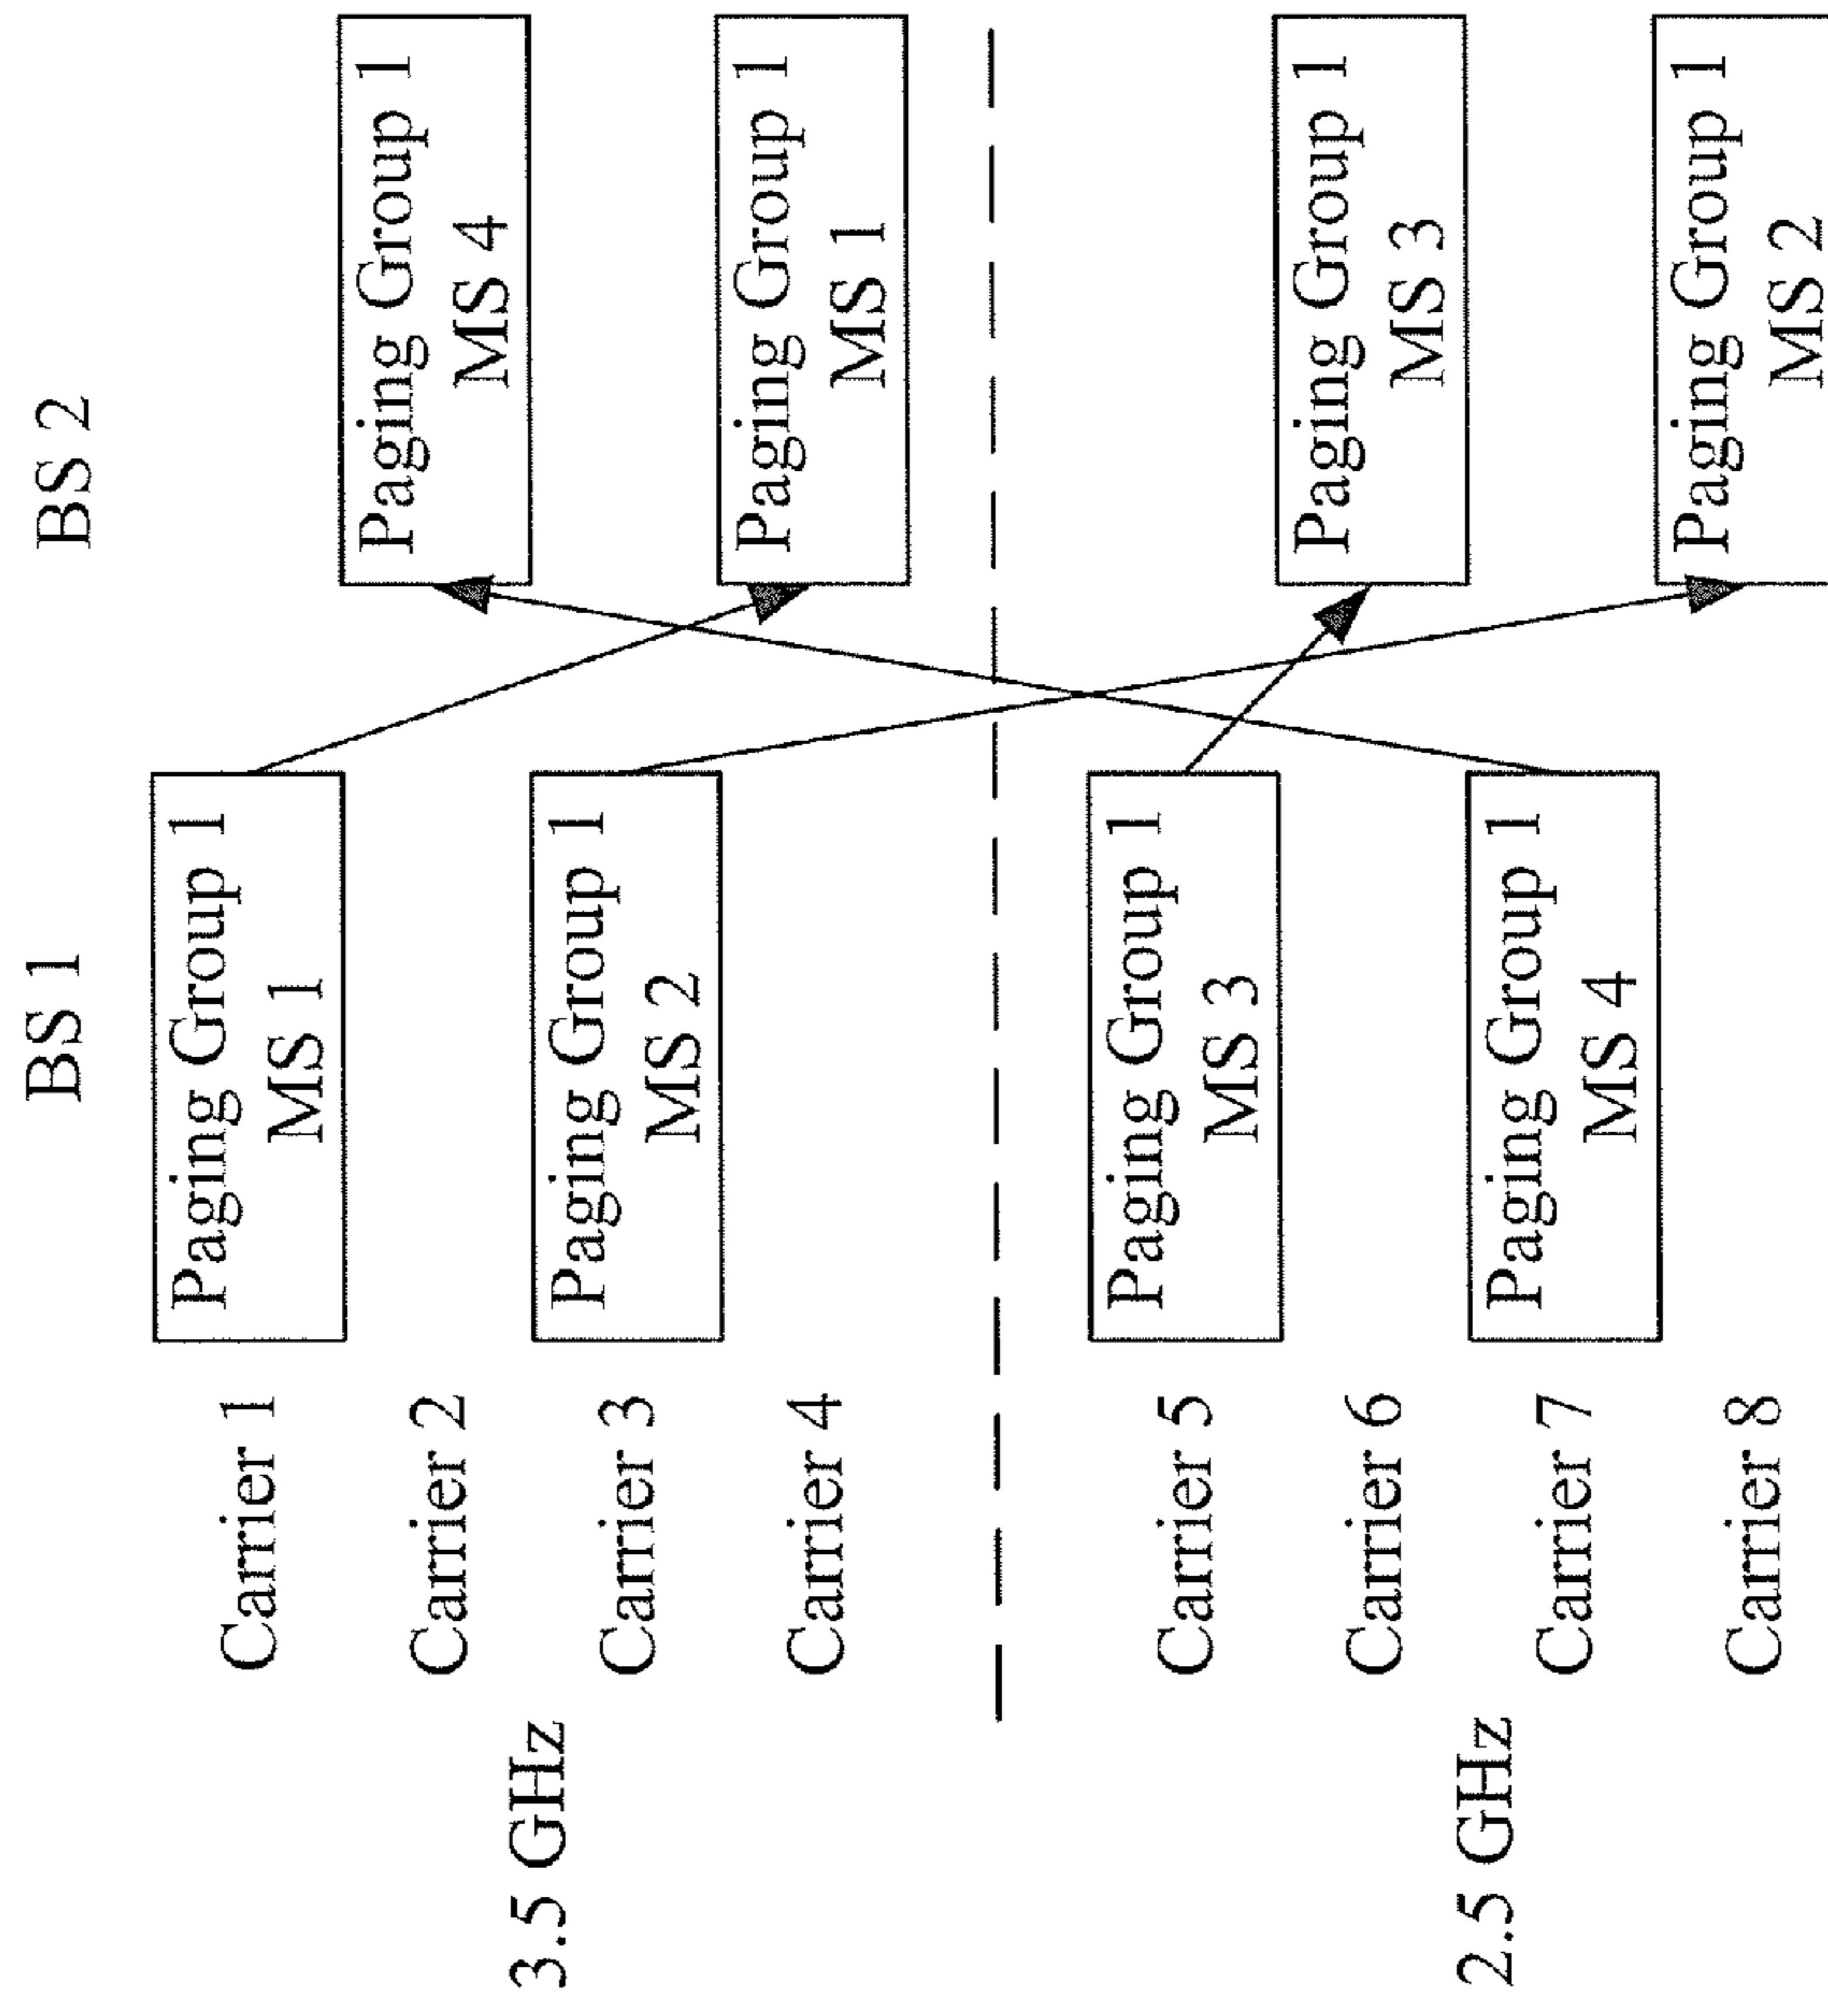 BS 1
BS 2
Carrier 1
Paging Group 1
MS 1
Carrier 2
Paging Group 1
MS 4
3.5 GHz
Carrier 3
Paging Group 1
MS 2
Carrier 4
Paging Group 1
MS 1
Carrier 5
Paging Group 1
MS 3
Carrier 6
Paging Group 1
MS 3
2.5 GHz
Carrier 7
Paging Group 1
MS 4
Carrier 8
Paging Group 1
MS 2